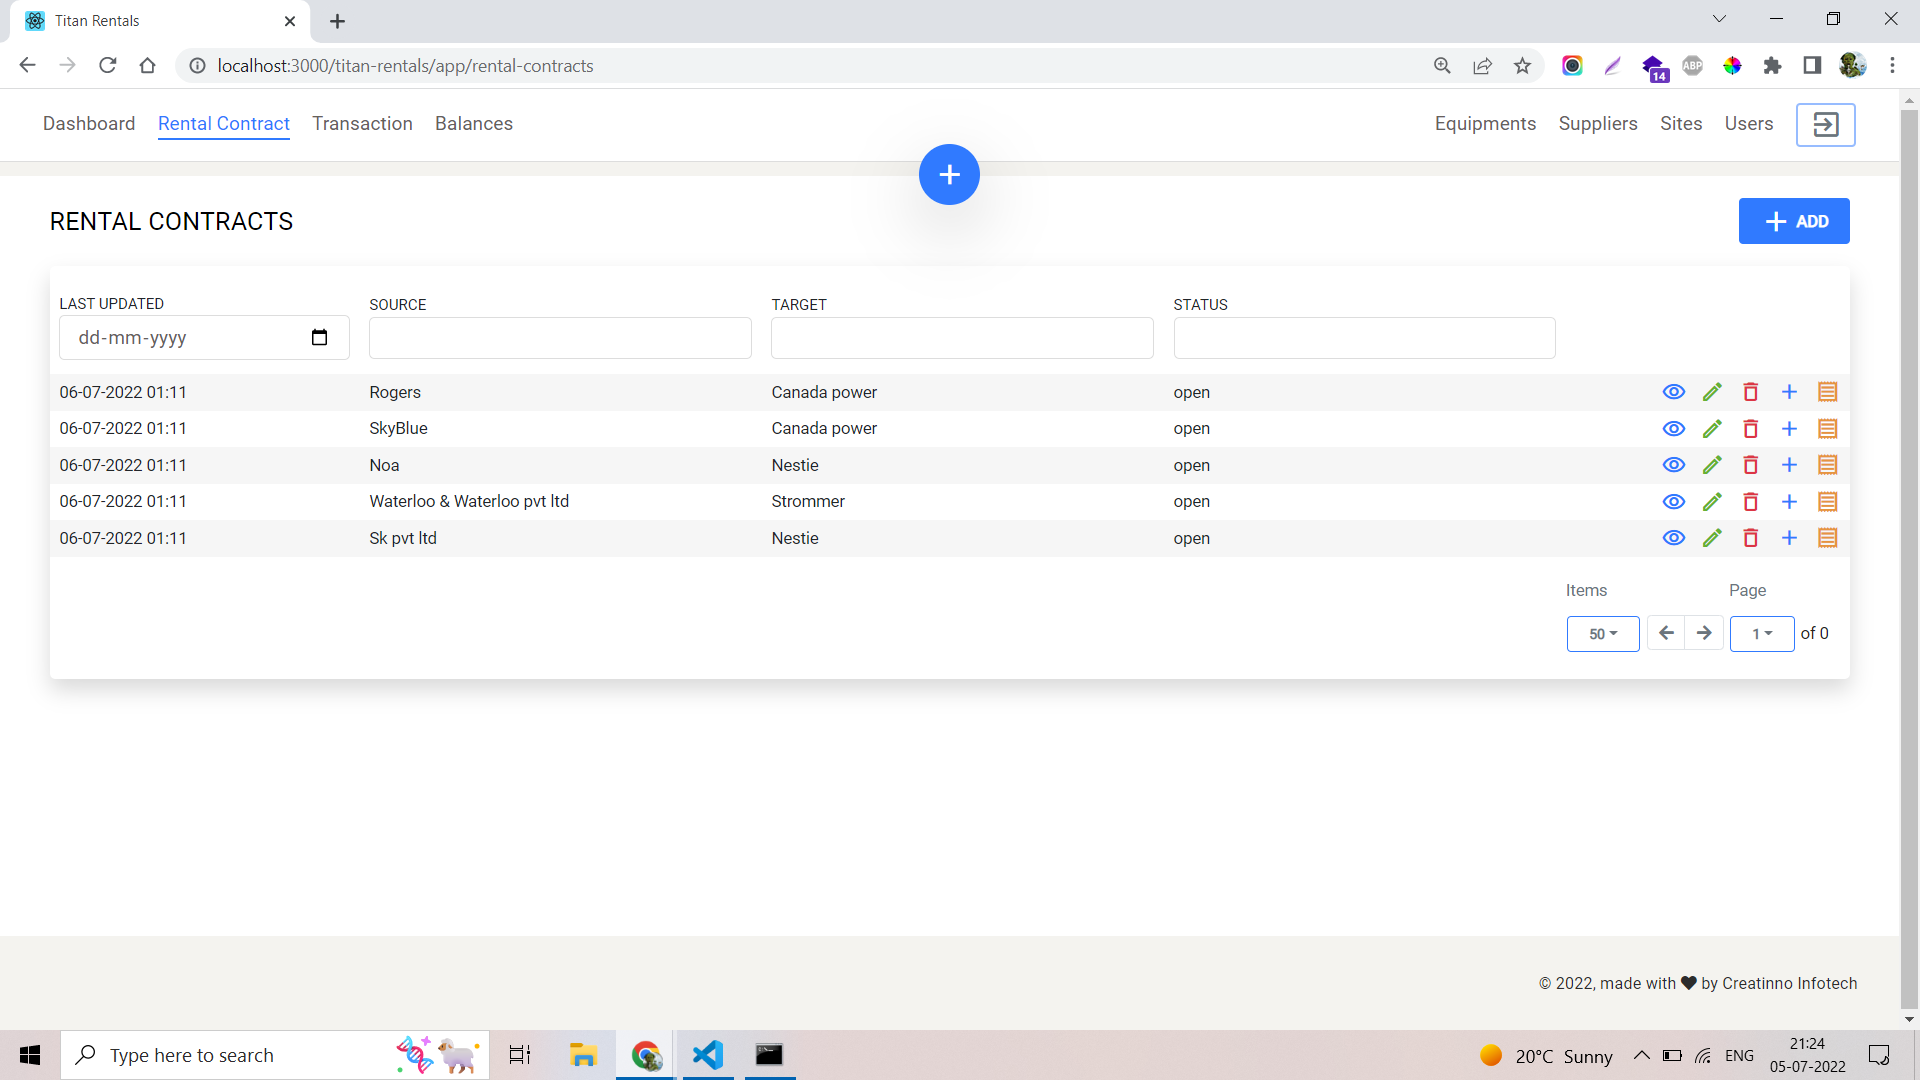 Titan Rentals
localhost:3000/titan-rentals/app/rental-contracts
14
ABP
Dashboard Rental Contract Transaction Balances Equipments Suppliers Sites Users
RENTAL CONTRACTS
+ ADD
LAST UPDATED SOURCE TARGET STATUS
dd-mm-yyyy
06-07-2022 01:11 Rogers Canada power open
06-07-2022 01:11 SkyBlue Canada power open
06-07-2022 01:11 Noa Nestie open
06-07-2022 01:11 Waterloo & Waterloo pvt ltd Strommer open
06-07-2022 01:11 Sk pvt ltd Nestie open
Items Page
50 1 of 0
© 2022, made with ♥ by Creatinno Infotech
Type here to search
20°C Sunny
ENG
21:24
05-07-2022